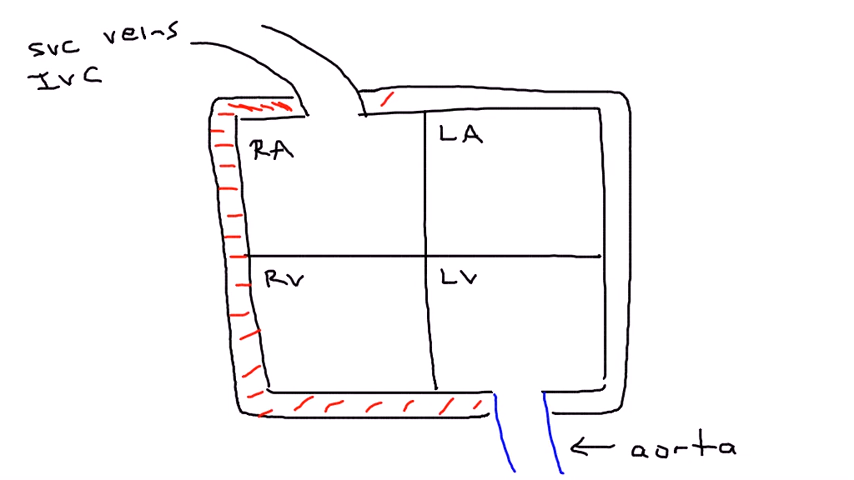 SVC veins
IVC
RA
LA
RV
LV
← aorta